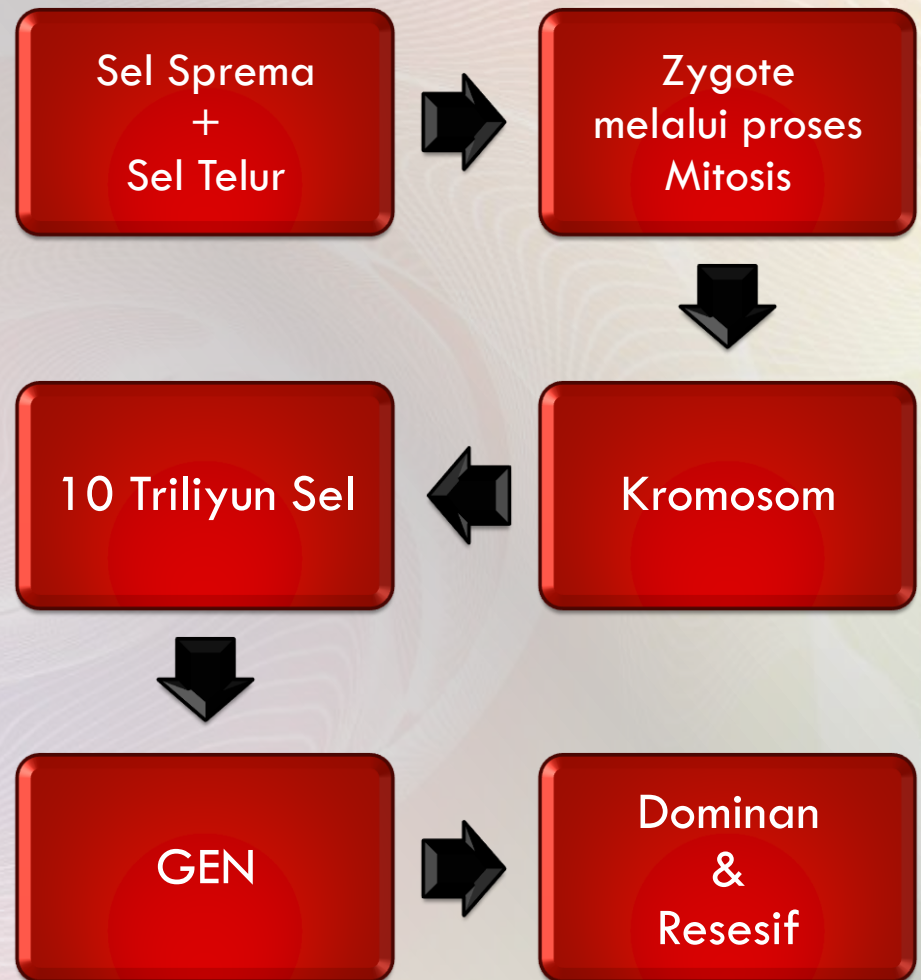 Sel Sprema
+
Sel Telur
Zygote
melalui proses
Mitosis
Kromosom
10 Triliyun Sel
GEN
Dominan
&
Resesif